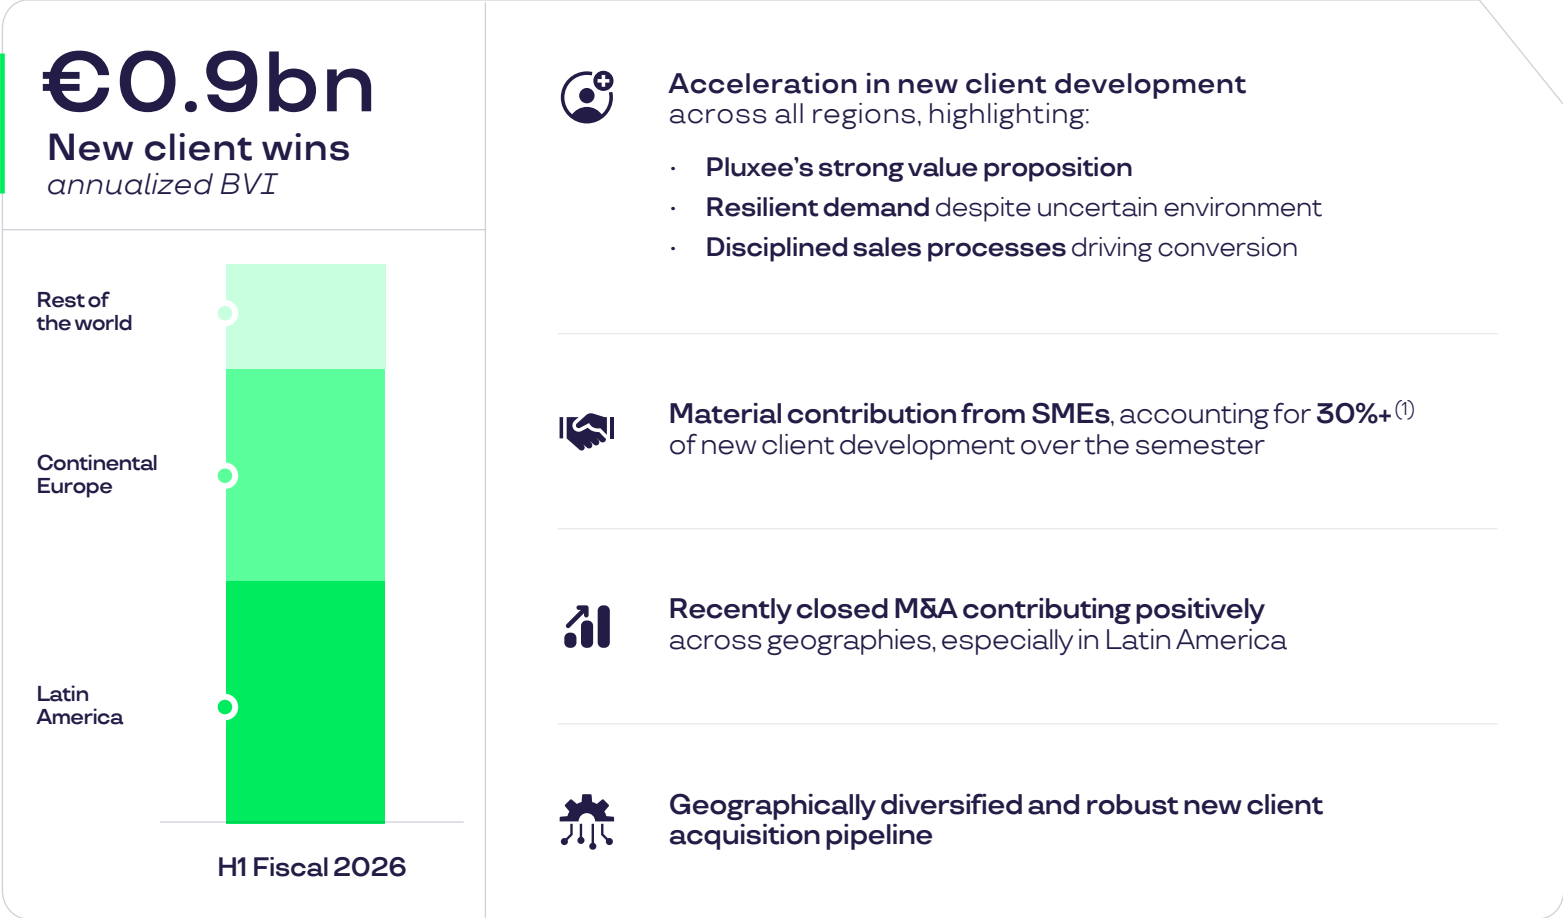 €0.9bn
New client wins
annualized BVI
Rest of
the world
Continental
Europe
Latin
America
H1 Fiscal 2026
Acceleration in new client development
across all regions, highlighting:
· Pluxee’s strong value proposition
· Resilient demand despite uncertain environment
· Disciplined sales processes driving conversion
Material contribution from SMEs, accounting for 30%+(1)
of new client development over the semester
Recently closed M&A contributing positively
across geographies, especially in Latin America
Geographically diversified and robust new client
acquisition pipeline